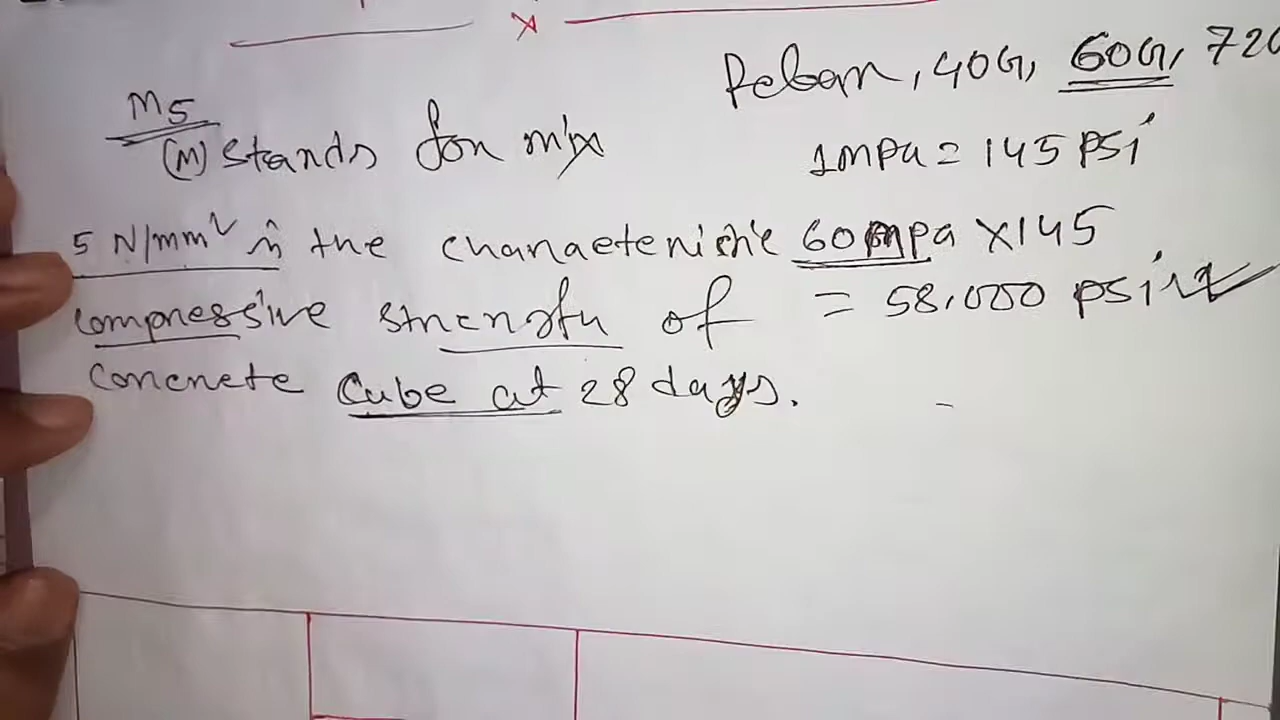 Rebar, 40G, 60G, 720
M5
(M) stands for mix
1MPa = 145 PSi
5 N/mm² is the characteristic
60MPa X145
compressive strength of
= 58,000 psi
concrete cube at 28 days.